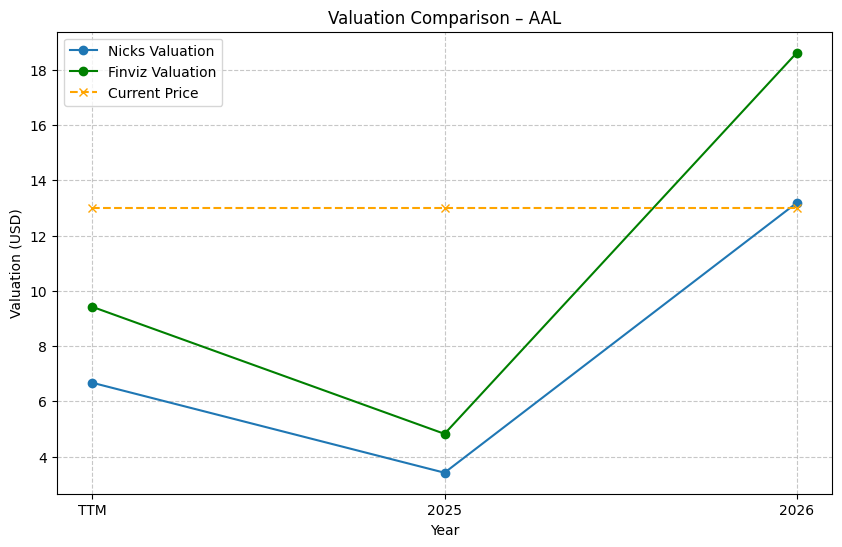 Valuation Comparison – AAL
Nicks Valuation
Finviz Valuation
Current Price
Valuation (USD)
18
16
14
12
10
8
6
4
TTM
2025
2026
Year